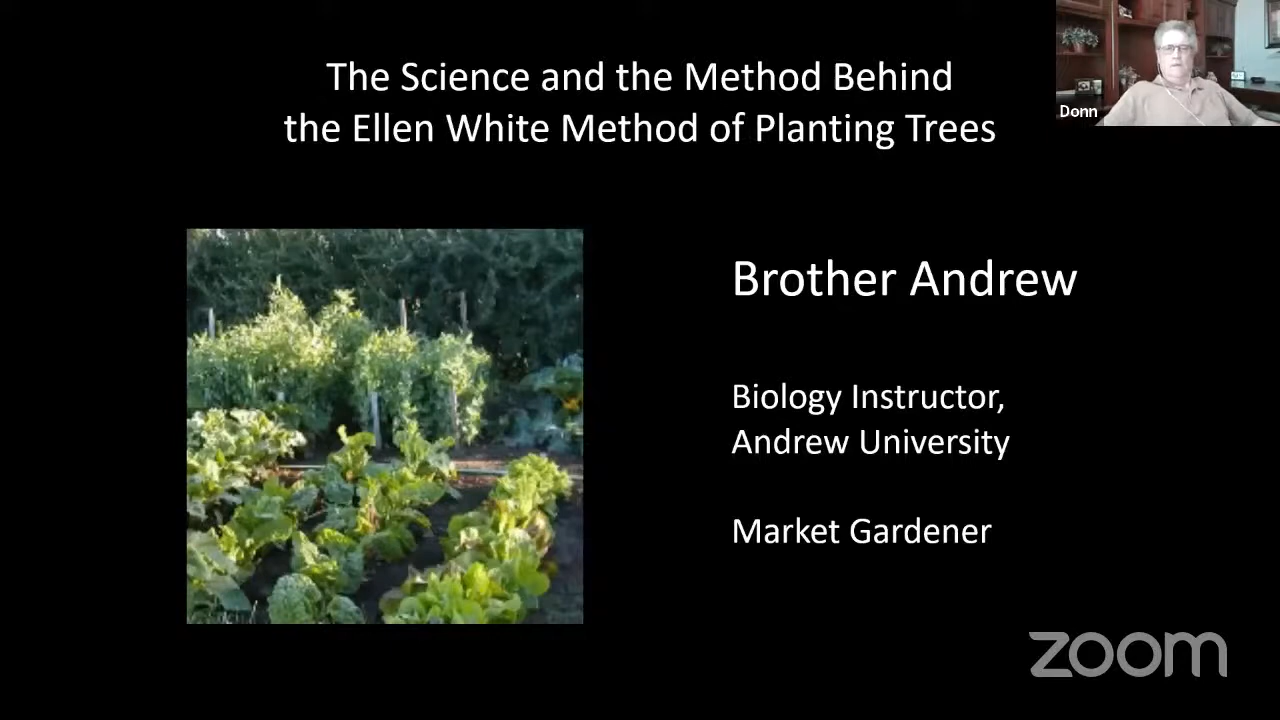 The Science and the Method Behind
the Ellen White Method of Planting Trees
Donn
Brother Andrew
Biology Instructor,
Andrew University
Market Gardener
zoom